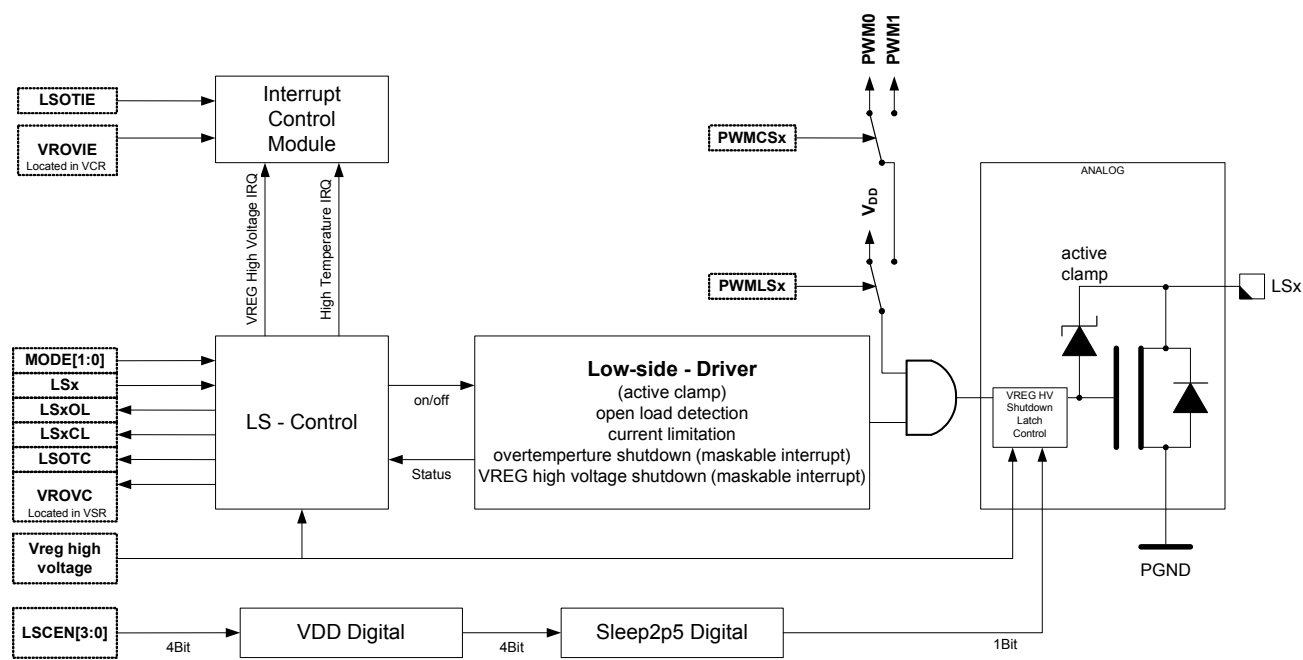 PWM0
PWM1
LSOTIE
VROVIE
Located in VCR
Interrupt
Control
Module
PWMCSx
VREG High Voltage IRQ
High Temperature IRQ
VDD
PWMLSx
ANALOG
active
clamp
LSx
MODE[1:0]
LSx
LSxOL
LSxCL
LSOTC
VROVC
Located in VSR
LS - Control
on/off
Status
Low-side - Driver
(active clamp)
open load detection
current limitation
overtemperture shutdown (maskable interrupt)
VREG high voltage shutdown (maskable interrupt)
VREG HV
Shutdown
Latch
Control
PGND
Vreg high
voltage
LSCEN[3:0]
4Bit
VDD Digital
4Bit
Sleep2p5 Digital
1Bit